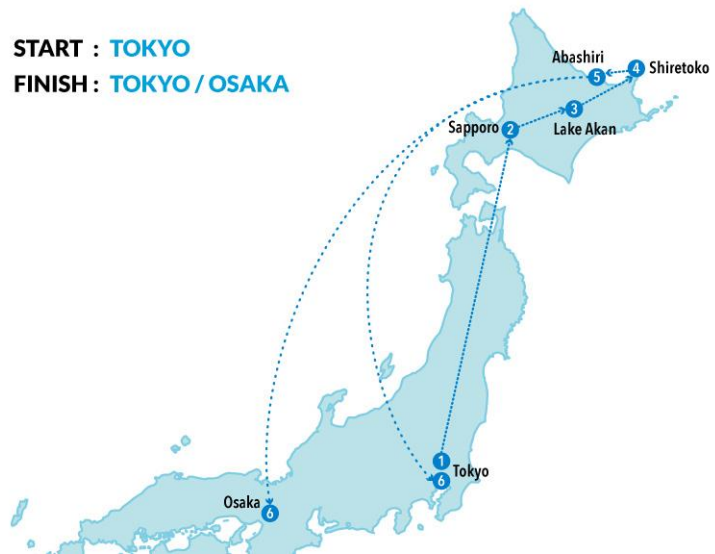 START : TOKYO
FINISH : TOKYO / OSAKA
Abashiri
4 Shiretoko
5
3
Sapporo 2
Lake Akan
1
Tokyo
6
Osaka
6